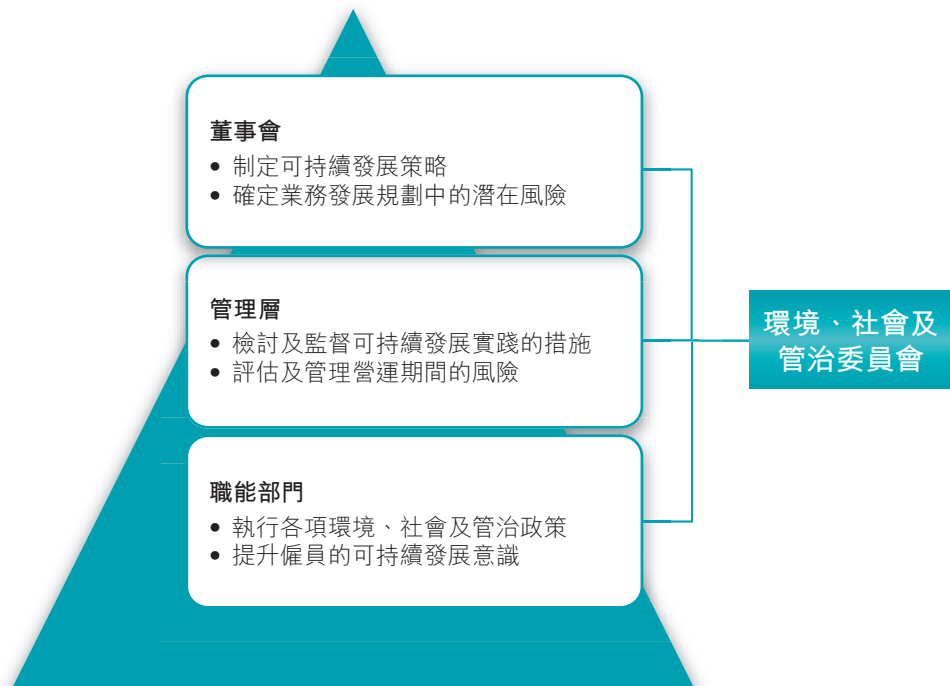 董事會
• 制定可持續發展策略
• 確定業務發展規劃中的潛在風險
管理層
• 檢討及監督可持續發展實踐的措施
• 評估及管理營運期間的風險
職能部門
• 執行各項環境、社會及管治政策
• 提升僱員的可持續發展意識
環境、社會及
管治委員會